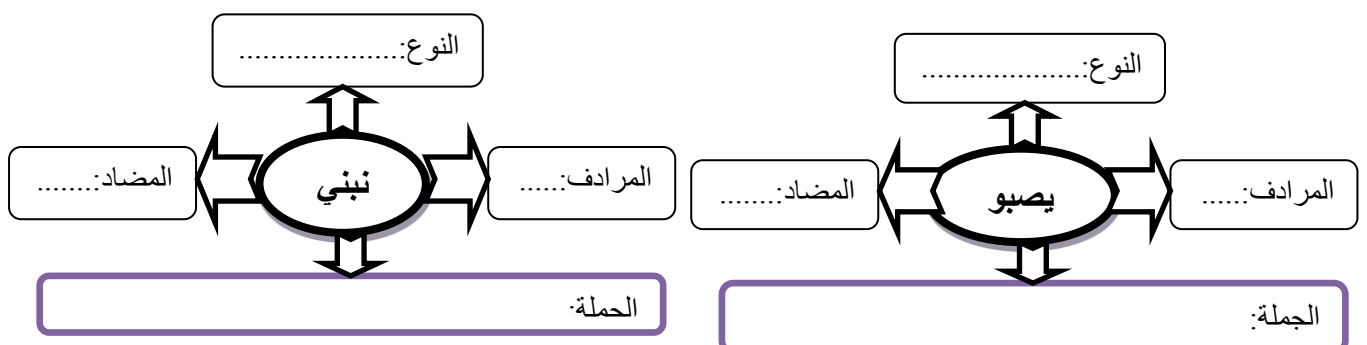 النوع:....................
المرادف:.....
يصبو
المضاد:.......
الجملة:
النوع:....................
المرادف:.....
نبني
المضاد:.......
الحملة: